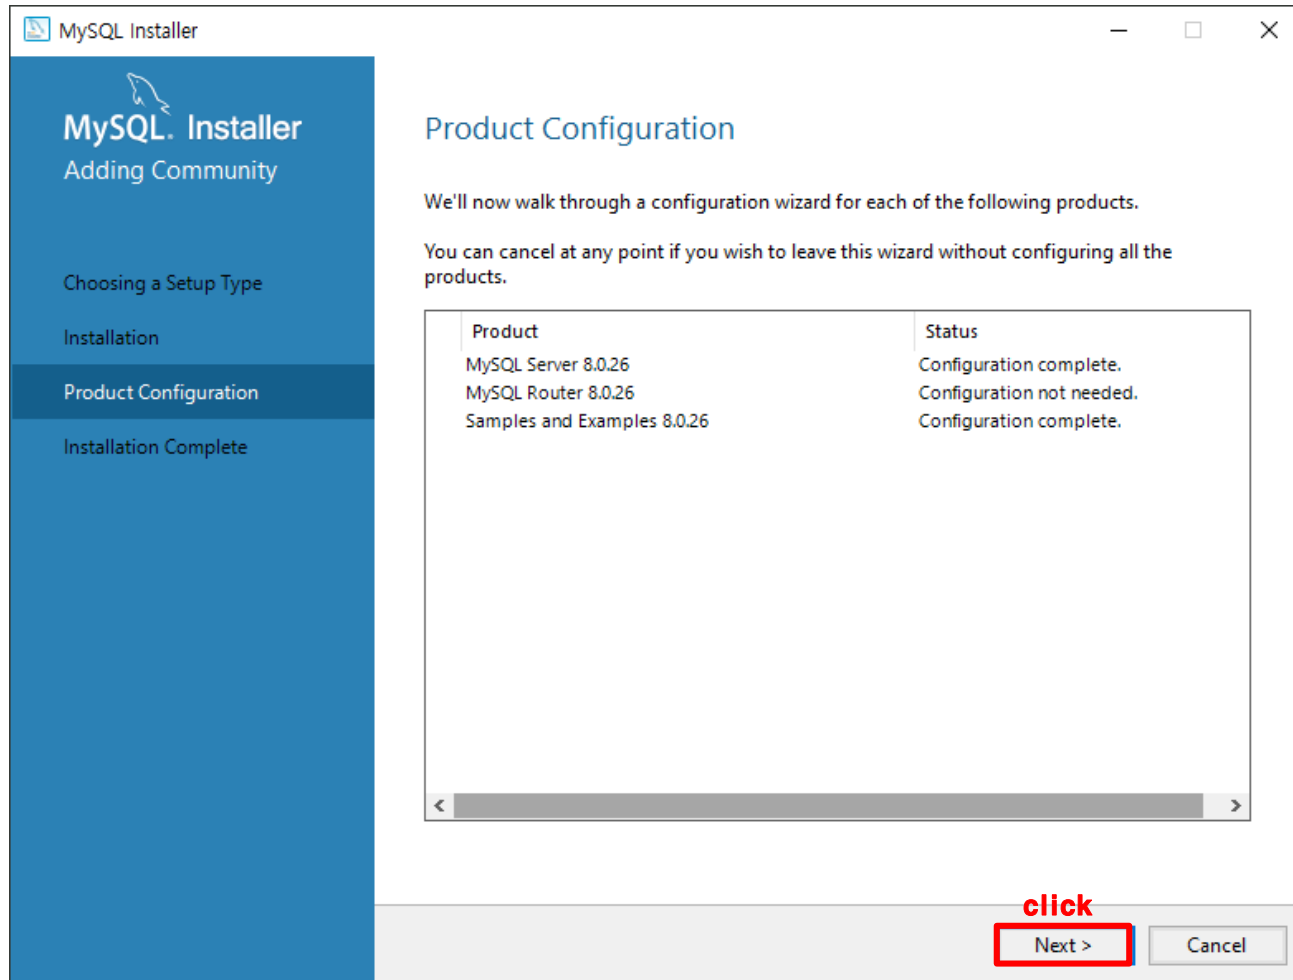 MySQL Installer
MySQL. Installer
Adding Community
Choosing a Setup Type
Installation
Product Configuration
Installation Complete
Product Configuration
We'll now walk through a configuration wizard for each of the following products.
You can cancel at any point if you wish to leave this wizard without configuring all the
products.
Product Status
MySQL Server 8.0.26 Configuration complete.
MySQL Router 8.0.26 Configuration not needed.
Samples and Examples 8.0.26 Configuration complete.
click
Next > Cancel